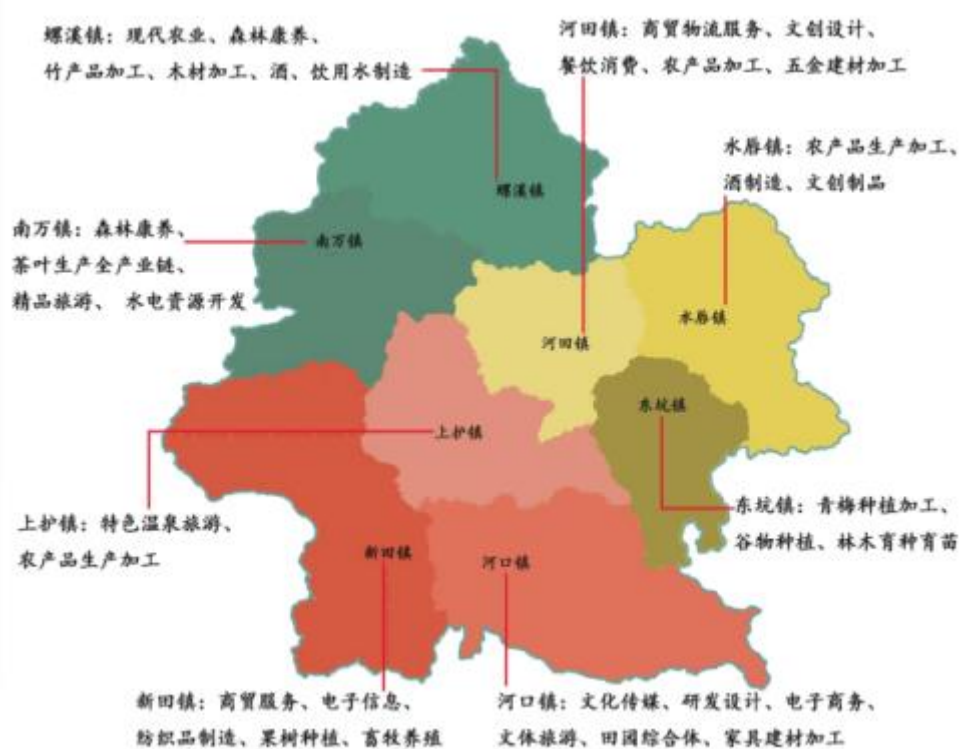 螺溪镇：现代农业、森林康养、
竹产品加工、木材加工、酒、饮用水制造
河田镇：商贸物流服务、文创设计、
餐饮消费、农产品加工、五金建材加工
水唇镇：农产品生产加工、
酒制造、文创制品
螺溪镇
南万镇：森林康养、
茶叶生产全产业链、
精品旅游、 水电资源开发
南万镇
水唇镇
河田镇
东坑镇
上护镇
上护镇：特色温泉旅游、
农产品生产加工
东坑镇：青梅种植加工、
谷物种植、林木育种育苗
新田镇
河口镇
新田镇：商贸服务、电子信息、
纺织品制造、果树种植、畜牧养殖
河口镇：文化传媒、研发设计、电子商务、
文体旅游、田园综合体、家具建材加工